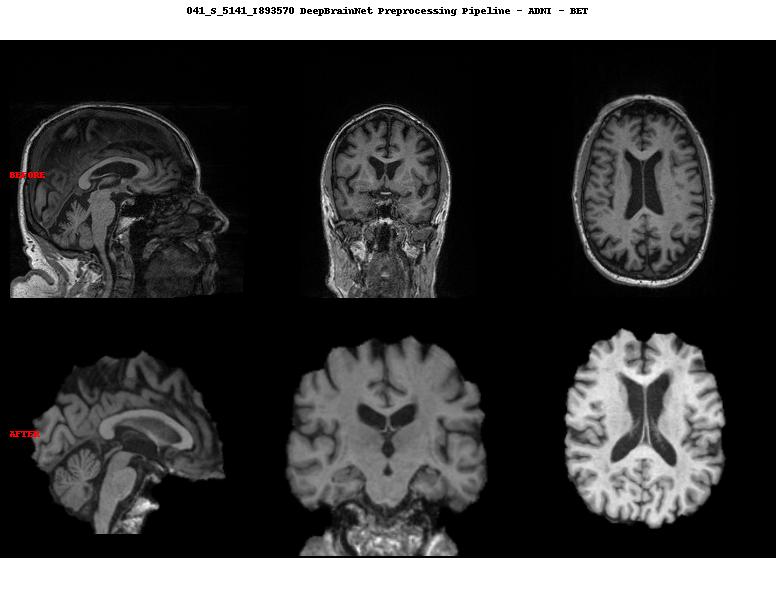 041_S_5141_I893570 DeepBrainNet Preprocessing Pipeline - ADNI - BET
BEFORE
AFTER